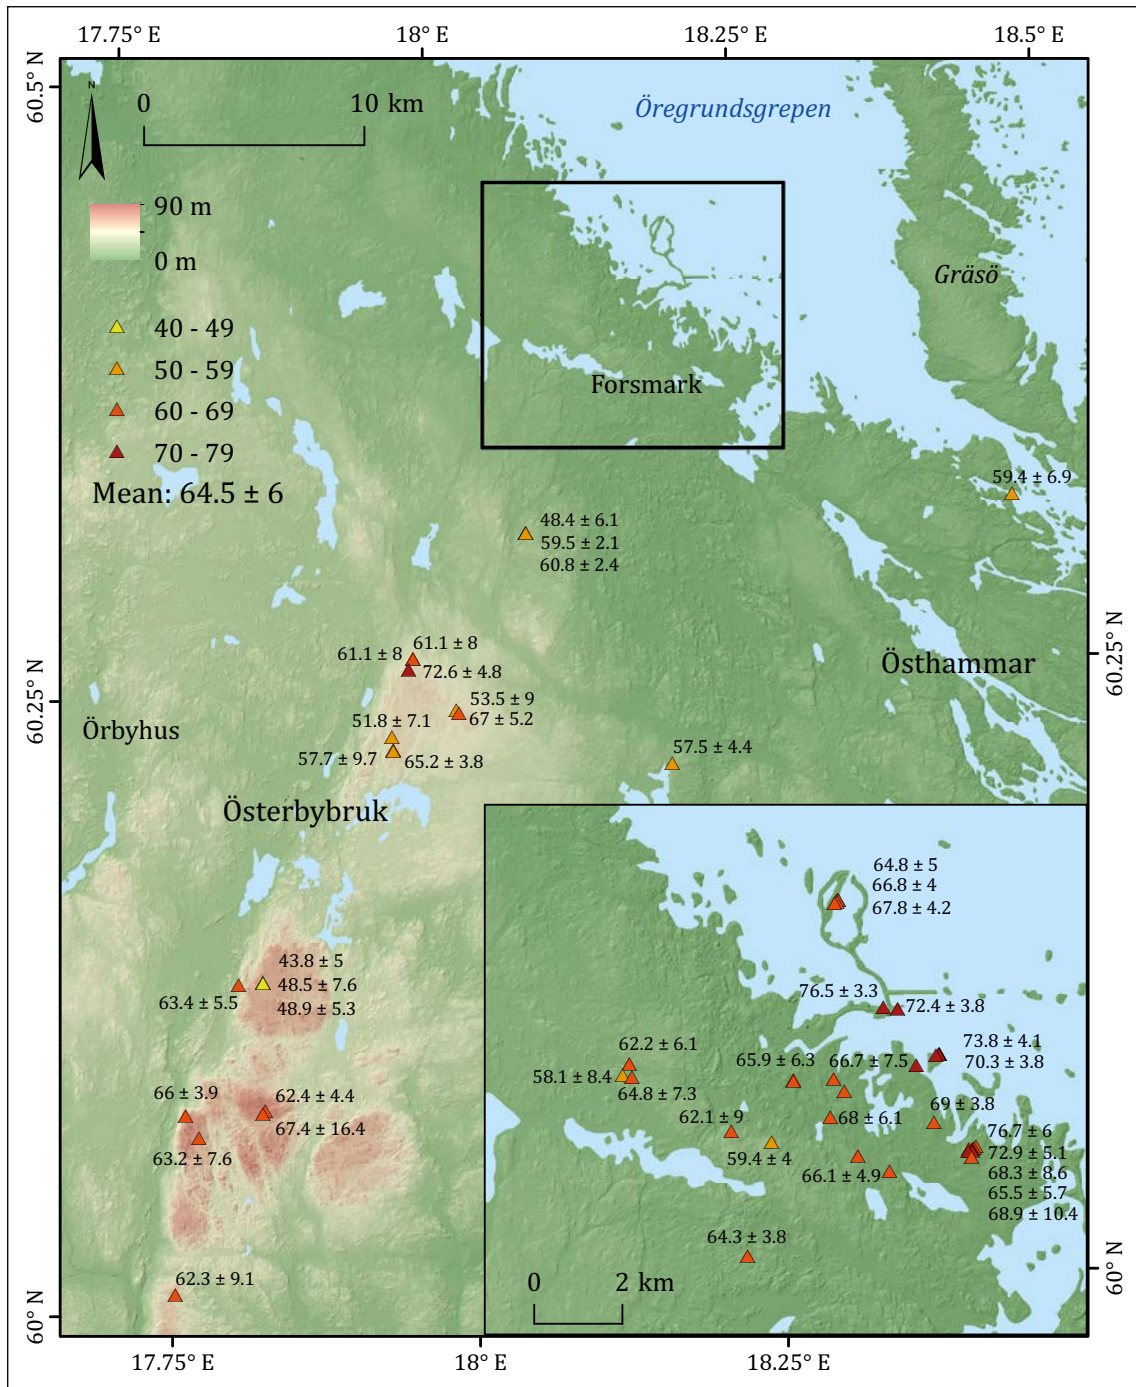 17.75° E
18° E
18.25° E
18.5° E
60.5° N
N
0
10 km
Öregrundsgrepen
90 m
0 m
Gräsö
40 - 49
50 - 59
60 - 69
70 - 79
Mean: 64.5 ± 6
Forsmark
59.4 ± 6.9
48.4 ± 6.1
59.5 ± 2.1
60.8 ± 2.4
61.1 ± 8
61.1 ± 8
72.6 ± 4.8
Östhammar
60.25° N
60.25° N
53.5 ± 9
67 ± 5.2
51.8 ± 7.1
Örbyhus
57.7 ± 9.7
65.2 ± 3.8
57.5 ± 4.4
Österbybruk
64.8 ± 5
66.8 ± 4
67.8 ± 4.2
43.8 ± 5
48.5 ± 7.6
48.9 ± 5.3
63.4 ± 5.5
76.5 ± 3.3
72.4 ± 3.8
73.8 ± 4.1
70.3 ± 3.8
62.2 ± 6.1
65.9 ± 6.3
66.7 ± 7.5
58.1 ± 8.4
64.8 ± 7.3
66 ± 3.9
62.4 ± 4.4
67.4 ± 16.4
63.2 ± 7.6
62.1 ± 9
68 ± 6.1
69 ± 3.8
59.4 ± 4
66.1 ± 4.9
76.7 ± 6
72.9 ± 5.1
68.3 ± 8.6
65.5 ± 5.7
68.9 ± 10.4
64.3 ± 3.8
62.3 ± 9.1
0
2 km
60° N
60° N
17.75° E
18° E
18.25° E